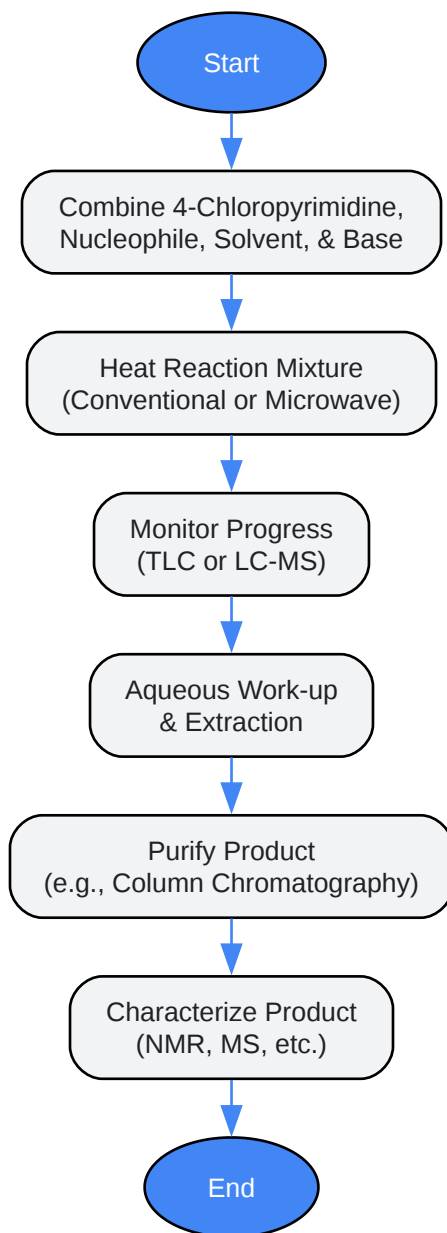 Start
Combine 4-Chloropyrimidine,
Nucleophile, Solvent, & Base
Heat Reaction Mixture
(Conventional or Microwave)
Monitor Progress
(TLC or LC-MS)
Aqueous Work-up
& Extraction
Purify Product
(e.g., Column Chromatography)
Characterize Product
(NMR, MS, etc.)
End